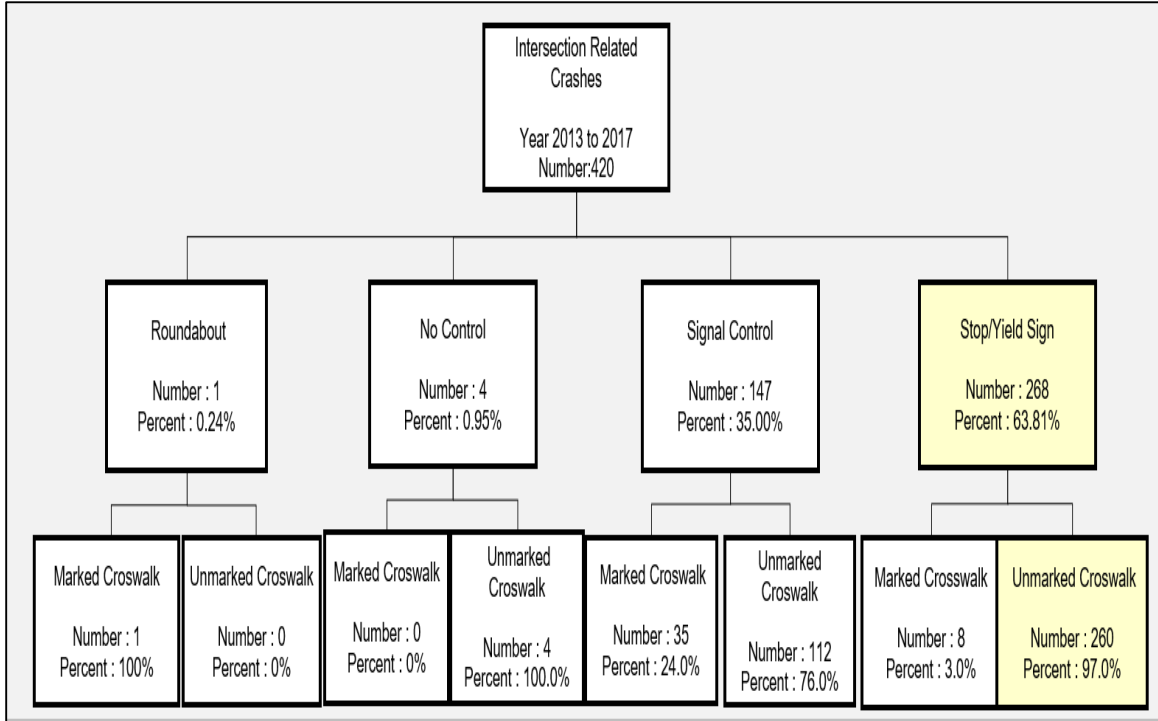 Intersection Related
Crashes
Year 2013 to 2017
Number:420
Roundabout
Number : 1
Percent : 0.24%
No Control
Number : 4
Percent : 0.95%
Signal Control
Number : 147
Percent : 35.00%
Stop/Yield Sign
Number : 268
Percent : 63.81%
Marked Croswalk
Number : 1
Percent : 100%
Unmarked Croswalk
Number : 0
Percent : 0%
Marked Croswalk
Number : 0
Percent : 0%
Unmarked
Croswalk
Number : 4
Percent : 100.0%
Marked Croswalk
Number : 35
Percent : 24.0%
Unmarked
Croswalk
Number : 112
Percent : 76.0%
Marked Crosswalk
Number : 8
Percent : 3.0%
Unmarked Croswalk
Number : 260
Percent : 97.0%